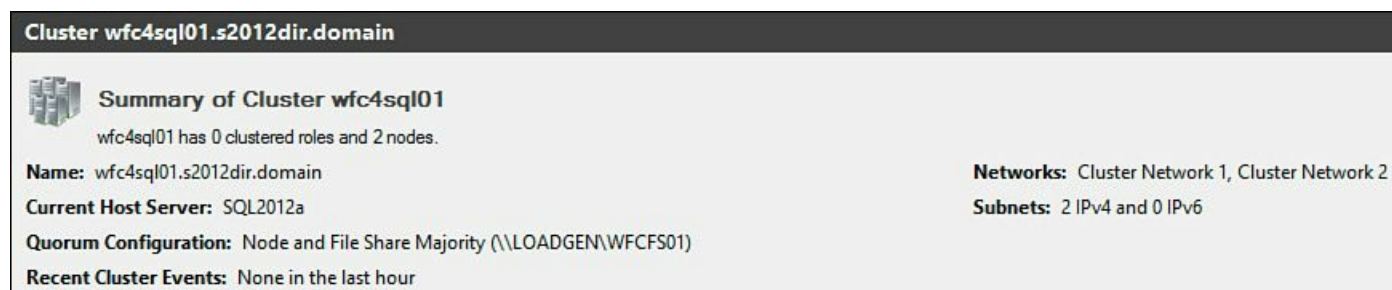 Cluster wfc4sql01.s2012dir.domain
Summary of Cluster wfc4sql01
wfc4sql01 has 0 clustered roles and 2 nodes.
Name: wfc4sql01.s2012dir.domain
Networks: Cluster Network 1, Cluster Network 2
Current Host Server: SQL2012a
Subnets: 2 IPv4 and 0 IPv6
Quorum Configuration: Node and File Share Majority (\\LOADGEN\WFCFS01)
Recent Cluster Events: None in the last hour